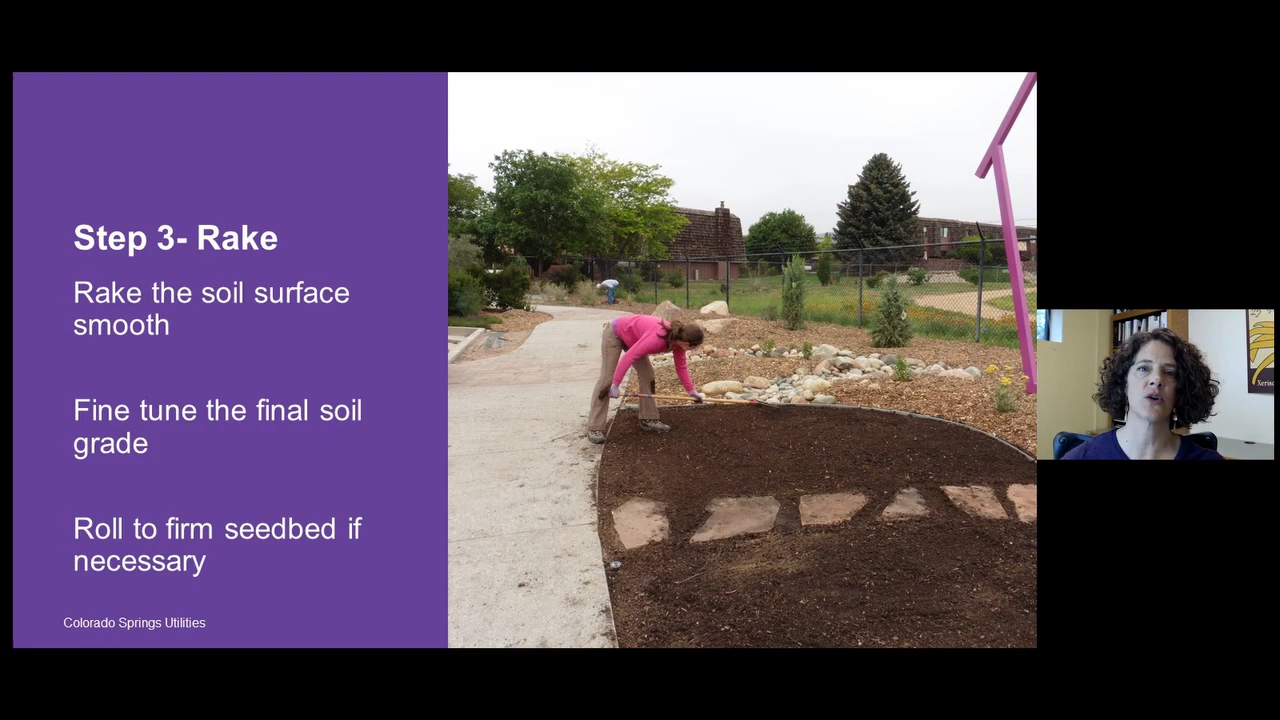 Step 3- Rake
Rake the soil surface
smooth
Fine tune the final soil
grade
Roll to firm seedbed if
necessary
Colorado Springs Utilities
Xeris